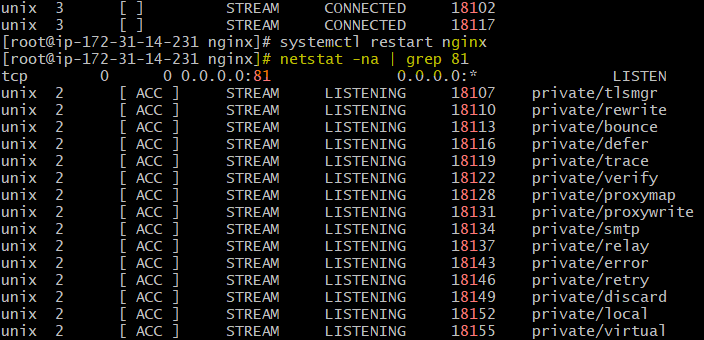 unix 3 [ ] STREAM CONNECTED 18102
unix 3 [ ] STREAM CONNECTED 18117
[root@ip-172-31-14-231 nginx]# systemctl restart nginx
[root@ip-172-31-14-231 nginx]# netstat -na | grep 81
tcp 0 0 0.0.0.0:81 0.0.0.0:* LISTEN
unix 2 [ ACC ] STREAM LISTENING 18107 private/tlsmgr
unix 2 [ ACC ] STREAM LISTENING 18110 private/rewrite
unix 2 [ ACC ] STREAM LISTENING 18113 private/bounce
unix 2 [ ACC ] STREAM LISTENING 18116 private/defer
unix 2 [ ACC ] STREAM LISTENING 18119 private/trace
unix 2 [ ACC ] STREAM LISTENING 18122 private/verify
unix 2 [ ACC ] STREAM LISTENING 18128 private/proxymap
unix 2 [ ACC ] STREAM LISTENING 18131 private/proxywrite
unix 2 [ ACC ] STREAM LISTENING 18134 private/smtp
unix 2 [ ACC ] STREAM LISTENING 18137 private/relay
unix 2 [ ACC ] STREAM LISTENING 18143 private/error
unix 2 [ ACC ] STREAM LISTENING 18146 private/retry
unix 2 [ ACC ] STREAM LISTENING 18149 private/discard
unix 2 [ ACC ] STREAM LISTENING 18152 private/local
unix 2 [ ACC ] STREAM LISTENING 18155 private/virtual